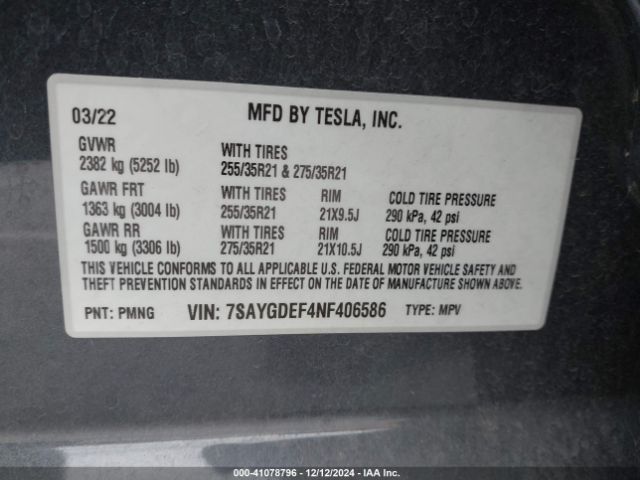 03/22 MFD BY TESLA, INC.
GVWR
2382 kg (5252 lb)
WITH TIRES
255/35R21 & 275/35R21
GAWR FRT WITH TIRES RIM COLD TIRE PRESSURE
1363 kg (3004 lb) 255/35R21 21X9.5J 290 kPa, 42 psi
GAWR RR WITH TIRES RIM COLD TIRE PRESSURE
1500 kg (3306 lb) 275/35R21 21X10.5J 290 kPa, 42 psi
THIS VEHICLE CONFORMS TO ALL APPLICABLE U.S. FEDERAL MOTOR VEHICLE SAFETY AND
THEFT PREVENTION STANDARDS IN EFFECT ON THE DATE OF MANUFACTURE SHOWN ABOVE.
PNT: PMNG VIN: 7SAYGDEF4NF406586 TYPE: MPV
000-41078796 - 12/12/2024 - IAA Inc.